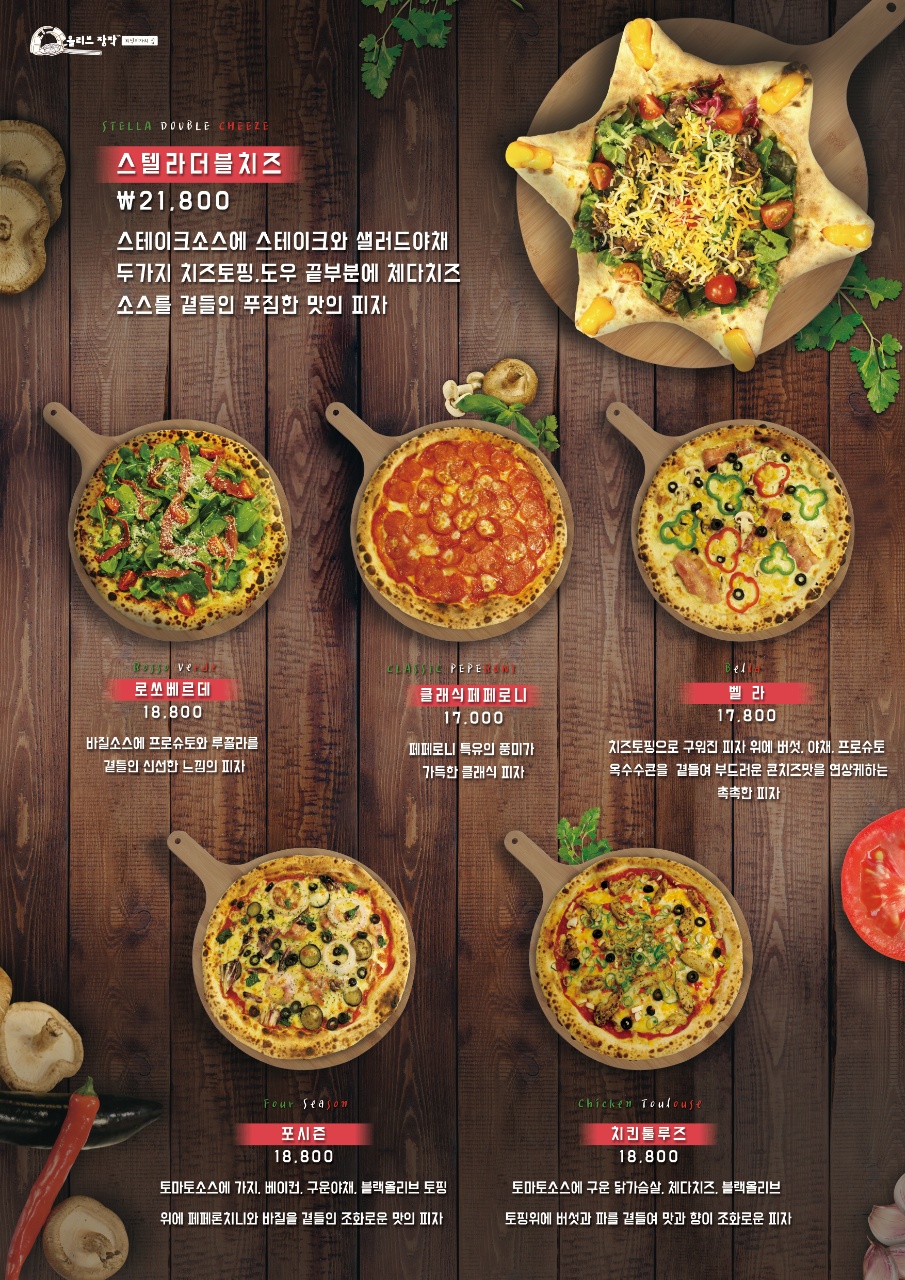 올리브 장작
STELLA DOUBLE CHEEZE
스텔라더블치즈
₩21,800
스테이크소스에 스테이크와 샐러드야채
두가지 치즈토핑,도우 끝부분에 체다치즈
소스를 곁들인 푸짐한 맛의 피자
Rosso Verde
로쏘베르데
18,800
바질소스에 프로슈토와 루꼴라를
곁들인 신선한 느낌의 피자
CLASSIC PEPERONI
클래식페페로니
17,000
페페로니 특유의 풍미가
가득한 클래식 피자
Bella
벨 라
17,800
치즈토핑으로 구워진 피자 위에 버섯, 야채, 프로슈토
옥수수콘을 곁들여 부드러운 콘치즈맛을 연상케하는
촉촉한 피자
Four Season
포시즌
18,800
토마토소스에 가지, 베이컨, 구운야채, 블랙올리브 토핑
위에 페페론치니와 바질을 곁들인 조화로운 맛의 피자
Chicken Toulouse
치킨툴루즈
18,800
토마토소스에 구운 닭가슴살, 체다치즈, 블랙올리브
토핑위에 버섯과 파를 곁들여 맛과 향이 조화로운 피자